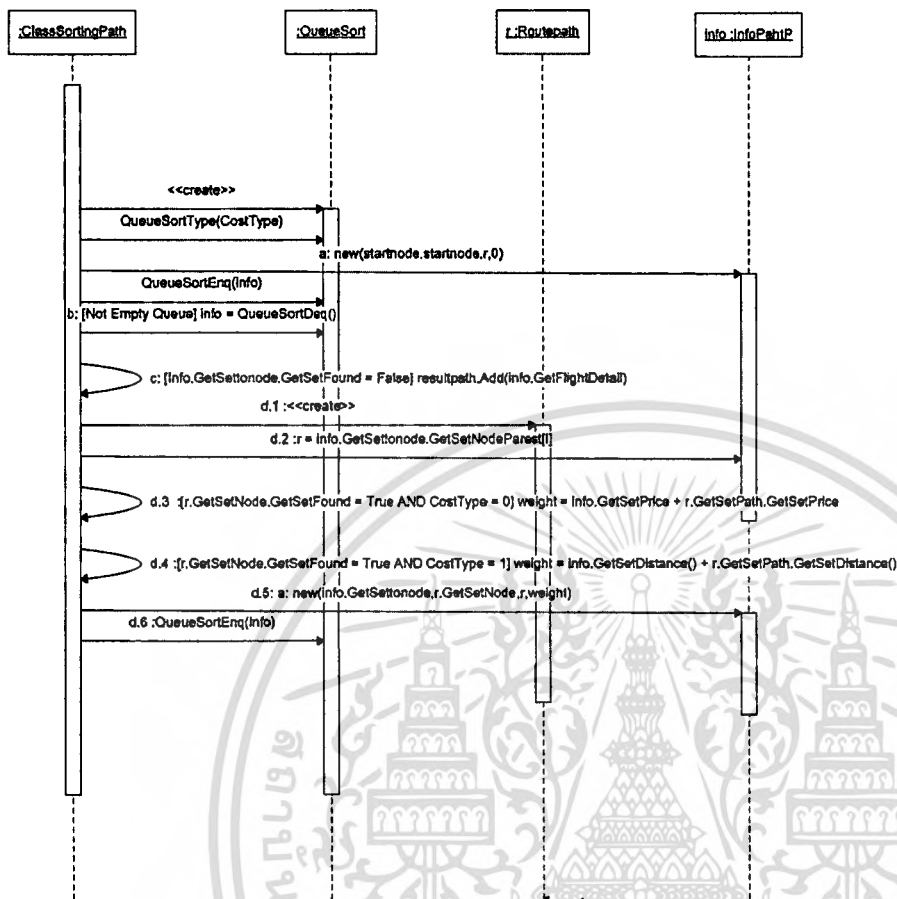 :ClassSortingPath
:QueueSort
r :Routepath
info :InfoPahtP
<<create>>
QueueSortType(CostType)
a: new(startnode,startnode,r,0)
QueueSortEnq(info)
b: [Not Empty Queue] info = QueueSortDeq()
c: [info.GetSettonode.GetSetFound = False] resultpath.Add(info.GetFlightDetail)
d.1 :<<create>>
d.2 :r = info.GetSettonode.GetSetNodeParest[i]
d.3 :[r.GetSetNode.GetSetFound = True AND CostType = 0] weight = info.GetSetPrice + r.GetSetPath.GetSetPrice
d.4 :[r.GetSetNode.GetSetFound = True AND CostType = 1] weight = info.GetSetDistance() + r.GetSetPath.GetSetDistance()
d.5: a: new(info.GetSettonode,r.GetSetNode,r,weight)
d.6 :QueueSortEnq(info)